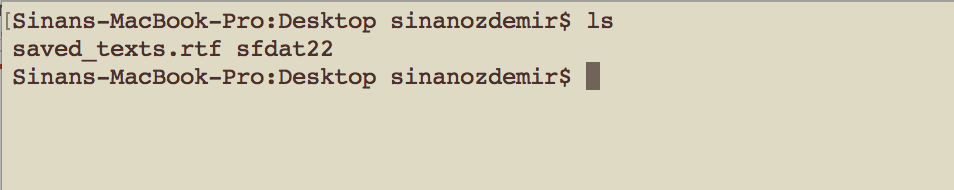 [Sinans-MacBook-Pro:Desktop sinanozdemir$ ls
saved_texts.rtf sfdat22
Sinans-MacBook-Pro:Desktop sinanozdemir$